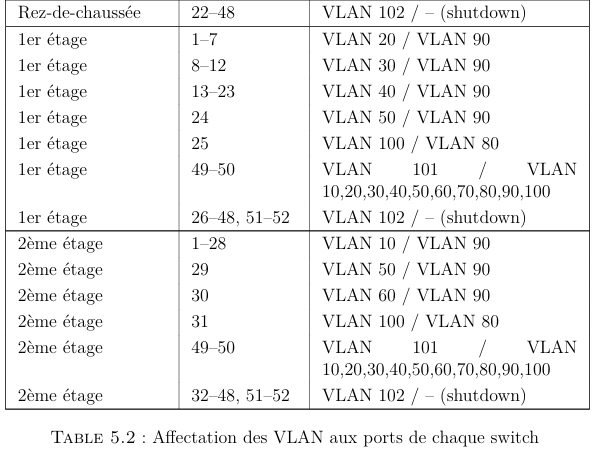 Rez-de-chaussée 22–48 VLAN 102 / – (shutdown)
1er étage 1–7 VLAN 20 / VLAN 90
1er étage 8–12 VLAN 30 / VLAN 90
1er étage 13–23 VLAN 40 / VLAN 90
1er étage 24 VLAN 50 / VLAN 90
1er étage 25 VLAN 100 / VLAN 80
1er étage 49–50 VLAN 101 / VLAN
10,20,30,40,50,60,70,80,90,100
1er étage 26–48, 51–52 VLAN 102 / – (shutdown)
2ème étage 1–28 VLAN 10 / VLAN 90
2ème étage 29 VLAN 50 / VLAN 90
2ème étage 30 VLAN 60 / VLAN 90
2ème étage 31 VLAN 100 / VLAN 80
2ème étage 49–50 VLAN 101 / VLAN
10,20,30,40,50,60,70,80,90,100
2ème étage 32–48, 51–52 VLAN 102 / – (shutdown)
TABLE 5.2 : Affectation des VLAN aux ports de chaque switch